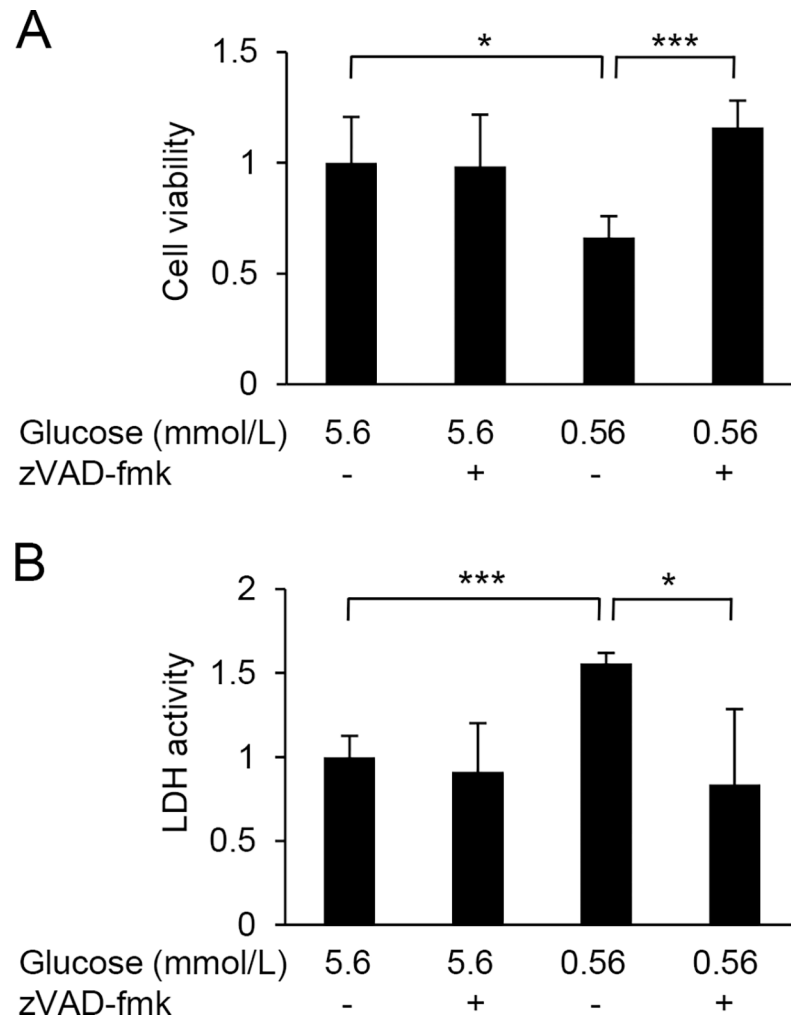 A
* ***
1.5
1
0.5
0
Cell viability
Glucose (mmol/L) 5.6 5.6 0.56 0.56
zVAD-fmk - + - +
B
*** *
2
1.5
1
0.5
0
LDH activity
Glucose (mmol/L) 5.6 5.6 0.56 0.56
zVAD-fmk - + - +